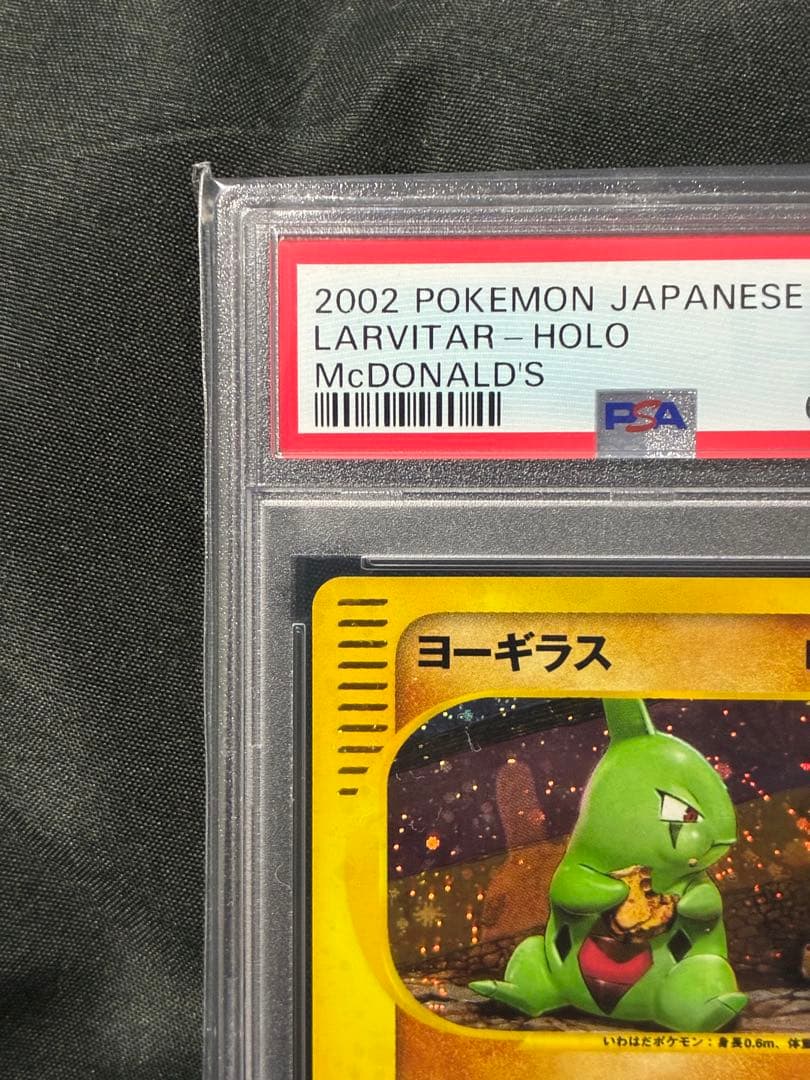 2002 POKEMON JAPANESE
LARVITAR - HOLO
McDONALD'S
PSA
ヨーギラス
いわはだポケモン：身長0.6m、体重